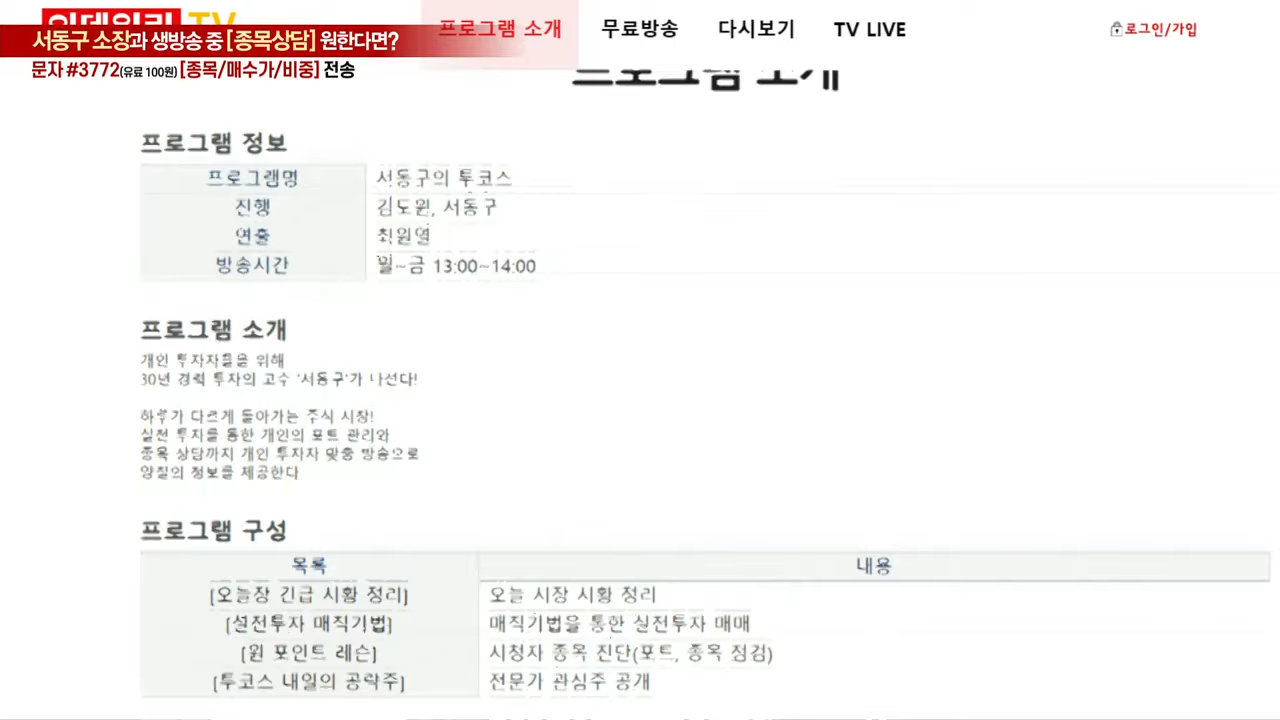 이데일리 TV
프로그램 소개 무료방송 다시보기 TV LIVE 로그인/가입
서동구 소장과 생방송 중 [종목상담] 원한다면?
문자 #3772(유료 100원) [종목/매수가/비중] 전송
프로그램 소개
프로그램 정보
프로그램명 서동구의 투코스
진행 김도원, 서동구
연출 최원열
방송시간 월~금 13:00~14:00
프로그램 소개
개인 투자자들을 위해
30년 경력 투자의 고수 '서동구'가 나선다!
하루가 다르게 돌아가는 주식 시장!
실전 투자를 통한 개인의 포트 관리와
종목 상담까지 개인 투자자 맞춤 방송으로
양질의 정보를 제공한다
프로그램 구성
목록 내용
[오늘장 긴급 시황 정리] 오늘 시장 시황 정리
[실전투자 매직기법] 매직기법을 통한 실전투자 매매
[원 포인트 레슨] 시청자 종목 진단(포트, 종목 점검)
[투코스 내일의 공략주] 전문가 관심주 공개